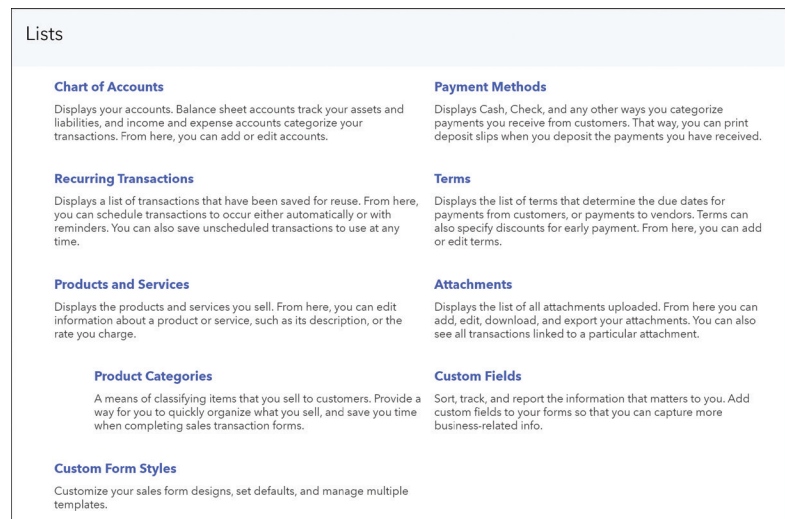 Lists
Chart of Accounts
Displays your accounts. Balance sheet accounts track your assets and
liabilities, and income and expense accounts categorize your
transactions. From here, you can add or edit accounts.
Recurring Transactions
Displays a list of transactions that have been saved for reuse. From here,
you can schedule transactions to occur either automatically or with
reminders. You can also save unscheduled transactions to use at any
time.
Products and Services
Displays the products and services you sell. From here, you can edit
information about a product or service, such as its description, or the
rate you charge.
Product Categories
A means of classifying items that you sell to customers. Provide a
way for you to quickly organize what you sell, and save you time
when completing sales transaction forms.
Custom Form Styles
Customize your sales form designs, set defaults, and manage multiple
templates.
Payment Methods
Displays Cash, Check, and any other ways you categorize
payments you receive from customers. That way, you can print
deposit slips when you deposit the payments you have received.
Terms
Displays the list of terms that determine the due dates for
payments from customers, or payments to vendors. Terms can
also specify discounts for early payment. From here, you can add
or edit terms.
Attachments
Displays the list of all attachments uploaded. From here you can
add, edit, download, and export your attachments. You can also
see all transactions linked to a particular attachment.
Custom Fields
Sort, track, and report the information that matters to you. Add
custom fields to your forms so that you can capture more
business-related info.